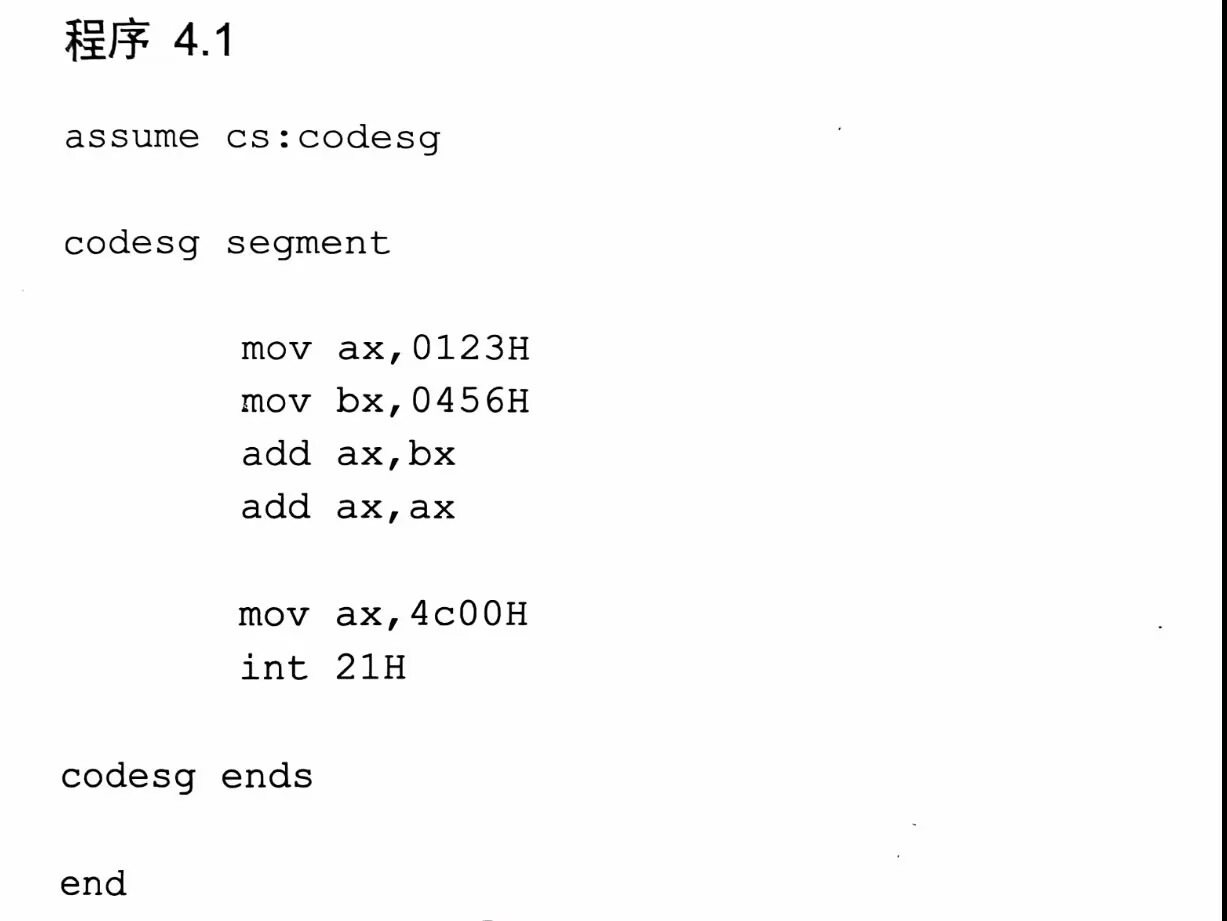 程序 4.1
assume cs:codesg
codesg segment
mov ax,0123H
mov bx,0456H
add ax,bx
add ax,ax
mov ax,4c00H
int 21H
codesg ends
end